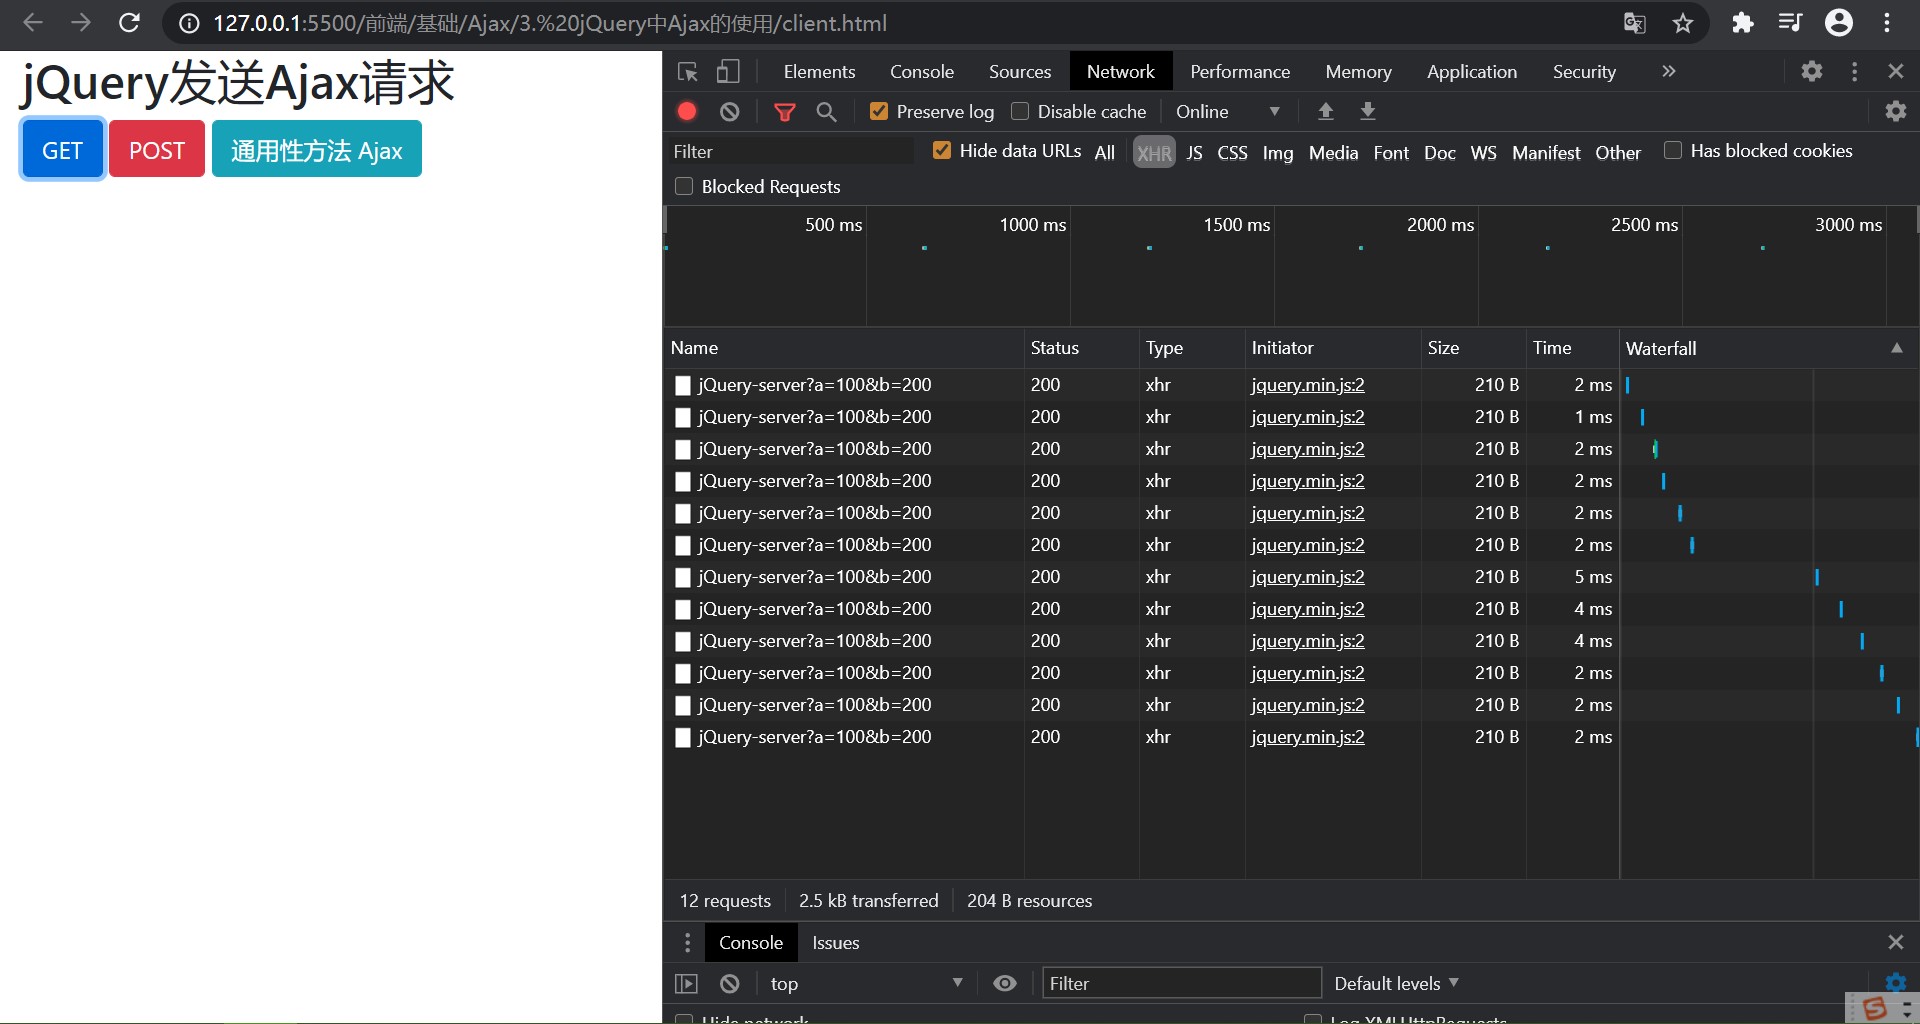 127.0.0.1:5500/前端/基础/Ajax/3.%20jQuery中Ajax的使用/client.html
jQuery发送Ajax请求
GET POST 通用性方法 Ajax
Elements Console Sources Network Performance Memory Application Security
Preserve log Disable cache Online
Filter Hide data URLs All XHR JS CSS Img Media Font Doc WS Manifest Other Has blocked cookies
Blocked Requests
500 ms 1000 ms 1500 ms 2000 ms 2500 ms 3000 ms
Name Status Type Initiator Size Time Waterfall
jQuery-server?a=100&b=200 200 xhr jquery.min.js:2 210 B 2 ms
jQuery-server?a=100&b=200 200 xhr jquery.min.js:2 210 B 1 ms
jQuery-server?a=100&b=200 200 xhr jquery.min.js:2 210 B 2 ms
jQuery-server?a=100&b=200 200 xhr jquery.min.js:2 210 B 2 ms
jQuery-server?a=100&b=200 200 xhr jquery.min.js:2 210 B 2 ms
jQuery-server?a=100&b=200 200 xhr jquery.min.js:2 210 B 2 ms
jQuery-server?a=100&b=200 200 xhr jquery.min.js:2 210 B 5 ms
jQuery-server?a=100&b=200 200 xhr jquery.min.js:2 210 B 4 ms
jQuery-server?a=100&b=200 200 xhr jquery.min.js:2 210 B 4 ms
jQuery-server?a=100&b=200 200 xhr jquery.min.js:2 210 B 2 ms
jQuery-server?a=100&b=200 200 xhr jquery.min.js:2 210 B 2 ms
jQuery-server?a=100&b=200 200 xhr jquery.min.js:2 210 B 2 ms
12 requests 2.5 kB transferred 204 B resources
Console Issues
top Filter Default levels
Hide network Log XMLHttpRequests